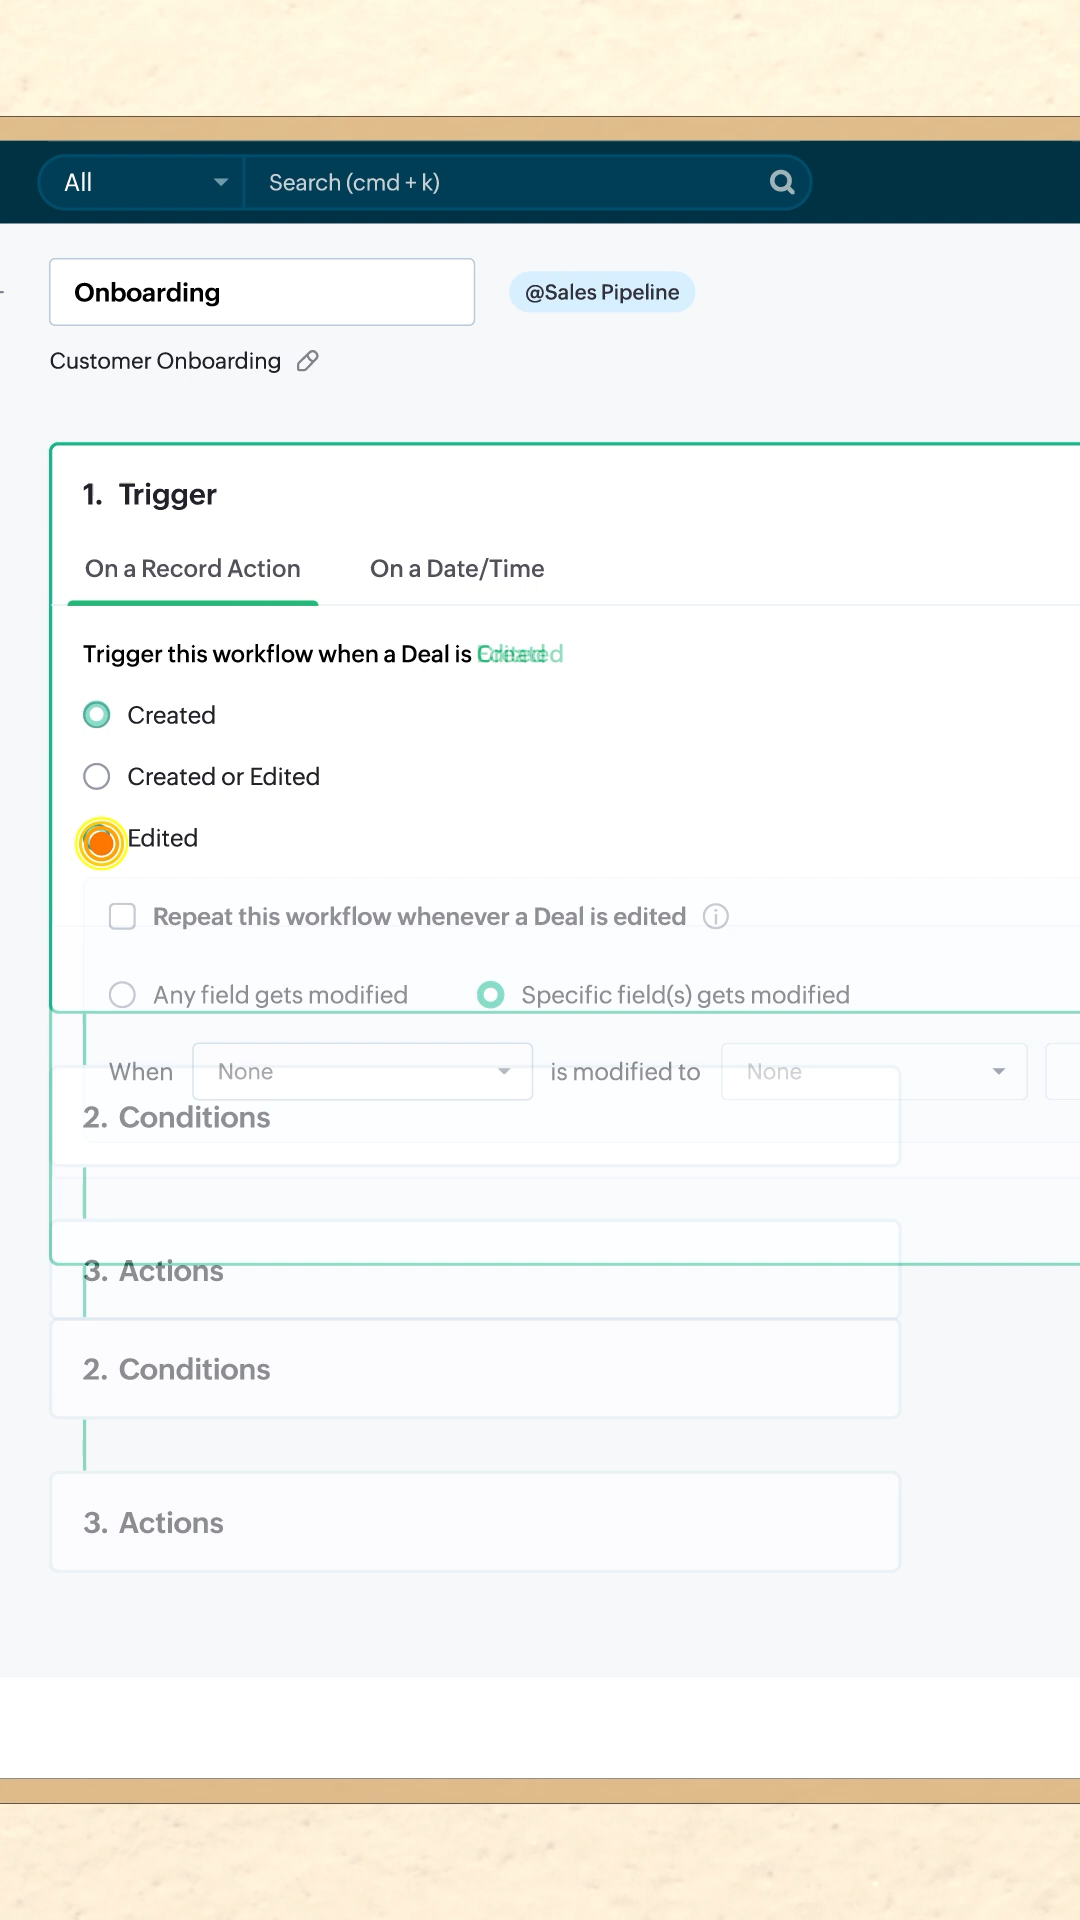 All
Search (cmd + k)
Onboarding
@Sales Pipeline
Customer Onboarding
1. Trigger
On a Record Action
On a Date/Time
Trigger this workflow when a Deal is
Created
Created or Edited
Edited
Repeat this workflow whenever a Deal is edited
Any field gets modified
Specific field(s) gets modified
When
None
is modified to
None
2. Conditions
3. Actions
2. Conditions
3. Actions